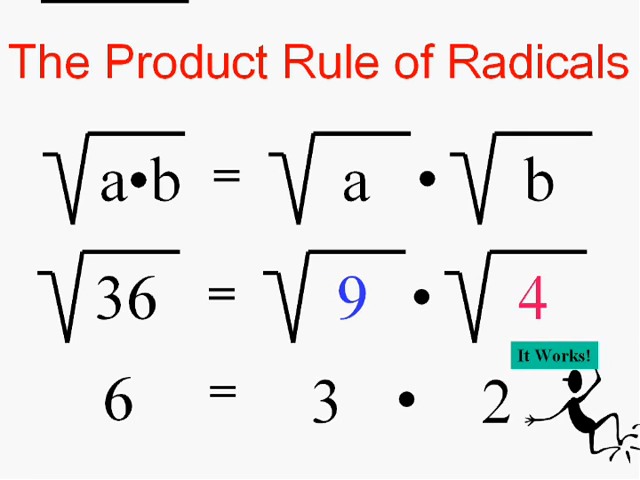 The Product Rule of Radicals
√a•b = √a • √b
√36 = √9 • √4
It Works!
6 = 3 • 2